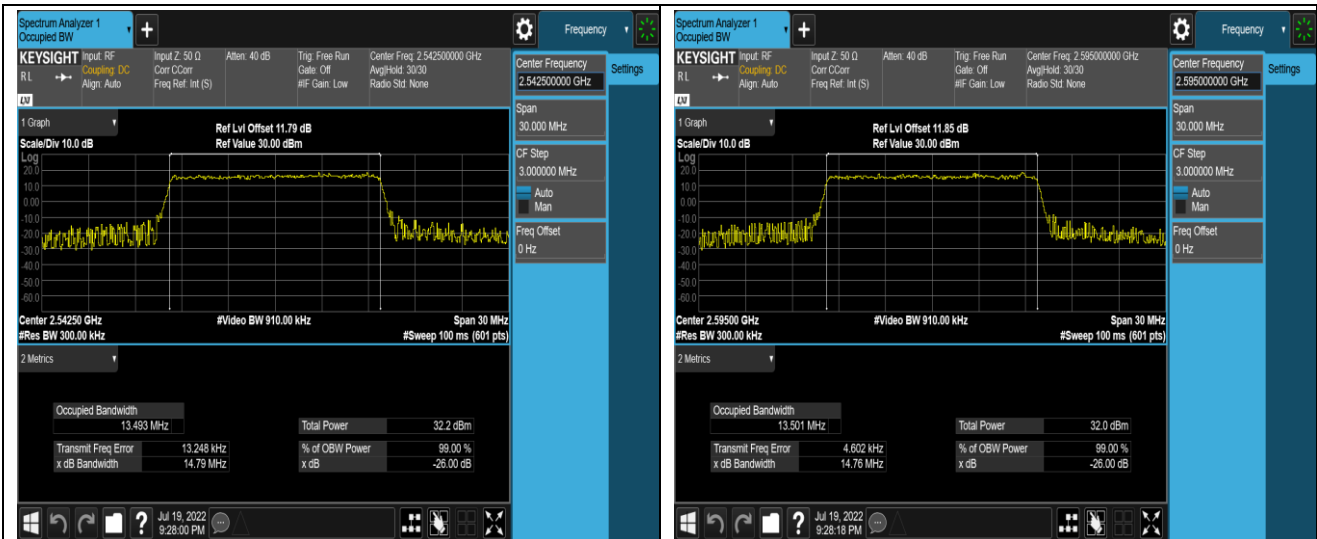 Spectrum Analyzer 1
Occupied BW
+
Frequency
KEYSIGHT
Input: RF
Coupling: DC
Align: Auto
Input Z: 50 Ω
Corr CCorr
Freq Ref: Int (S)
Atten: 40 dB
Trig: Free Run
Gate: Off
#IF Gain: Low
Center Freq: 2.542500000 GHz
Avg|Hold: 30/30
Radio Std: None
R L
LXI
Center Frequency
2.542500000 GHz
Settings
Span
30.000 MHz
CF Step
3.000000 MHz
Auto
Man
Freq Offset
0 Hz
1 Graph
Scale/Div 10.0 dB
Ref Lvl Offset 11.79 dB
Ref Value 30.00 dBm
Log
20.0
10.0
0.00
-10.0
-20.0
-30.0
-40.0
-50.0
-60.0
Center 2.54250 GHz
#Video BW 910.00 kHz
Span 30 MHz
#Res BW 300.00 kHz
#Sweep 100 ms (601 pts)
2 Metrics
Occupied Bandwidth
13.493 MHz
Total Power 32.2 dBm
Transmit Freq Error 13.248 kHz
% of OBW Power 99.00 %
x dB Bandwidth 14.79 MHz
x dB -26.00 dB
?
Jul 19, 2022
9:28:00 PM
Spectrum Analyzer 1
Occupied BW
+
Frequency
KEYSIGHT
Input: RF
Coupling: DC
Align: Auto
Input Z: 50 Ω
Corr CCorr
Freq Ref: Int (S)
Atten: 40 dB
Trig: Free Run
Gate: Off
#IF Gain: Low
Center Freq: 2.595000000 GHz
Avg|Hold: 30/30
Radio Std: None
R L
LXI
Center Frequency
2.595000000 GHz
Settings
Span
30.000 MHz
CF Step
3.000000 MHz
Auto
Man
Freq Offset
0 Hz
1 Graph
Scale/Div 10.0 dB
Ref Lvl Offset 11.85 dB
Ref Value 30.00 dBm
Log
20.0
10.0
0.00
-10.0
-20.0
-30.0
-40.0
-50.0
-60.0
Center 2.59500 GHz
#Video BW 910.00 kHz
Span 30 MHz
#Res BW 300.00 kHz
#Sweep 100 ms (601 pts)
2 Metrics
Occupied Bandwidth
13.501 MHz
Total Power 32.0 dBm
Transmit Freq Error 4.602 kHz
% of OBW Power 99.00 %
x dB Bandwidth 14.76 MHz
x dB -26.00 dB
?
Jul 19, 2022
9:28:18 PM